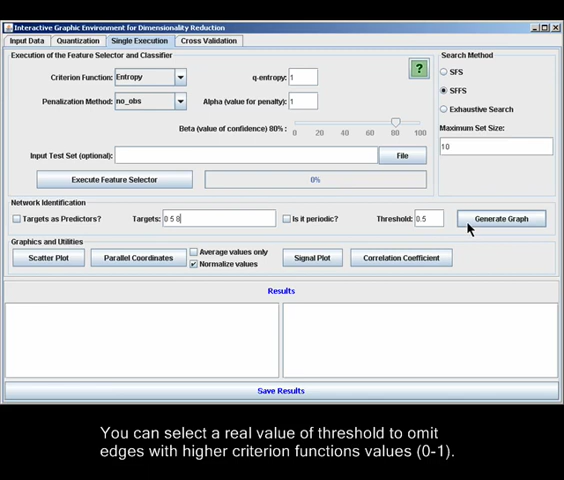 Interactive Graphic Environment for Dimensionality Reduction
Input Data Quantization Single Execution Cross Validation
Execution of the Feature Selector and Classifier
Criterion Function: Entropy q-entropy: 1 ?
Penalization Method: no_obs Alpha (value for penalty): 1
Beta (value of confidence) 80% :
0 20 40 60 80 100
Input Test Set (optional): File
Execute Feature Selector 0%
Search Method
SFS
SFFS
Exhaustive Search
Maximum Set Size:
10
Network Identification
Targets as Predictors? Targets: 0 5 8 Is it periodic? Threshold: 0.5 Generate Graph
Graphics and Utilities
Scatter Plot Parallel Coordinates
Average values only
Normalize values
Signal Plot Correlation Coefficient
Results
Save Results
You can select a real value of threshold to omit
edges with higher criterion functions values (0-1).